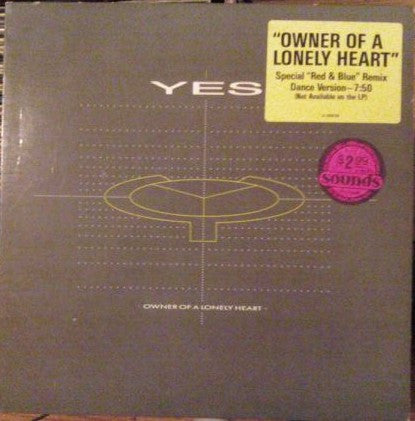 "OWNER OF A
LONELY HEART"
Special "Red & Blue" Remix
Dance Version–7:50
(Not Available on the LP)
YES
$2.99
sounds
- OWNER OF A LONELY HEART -